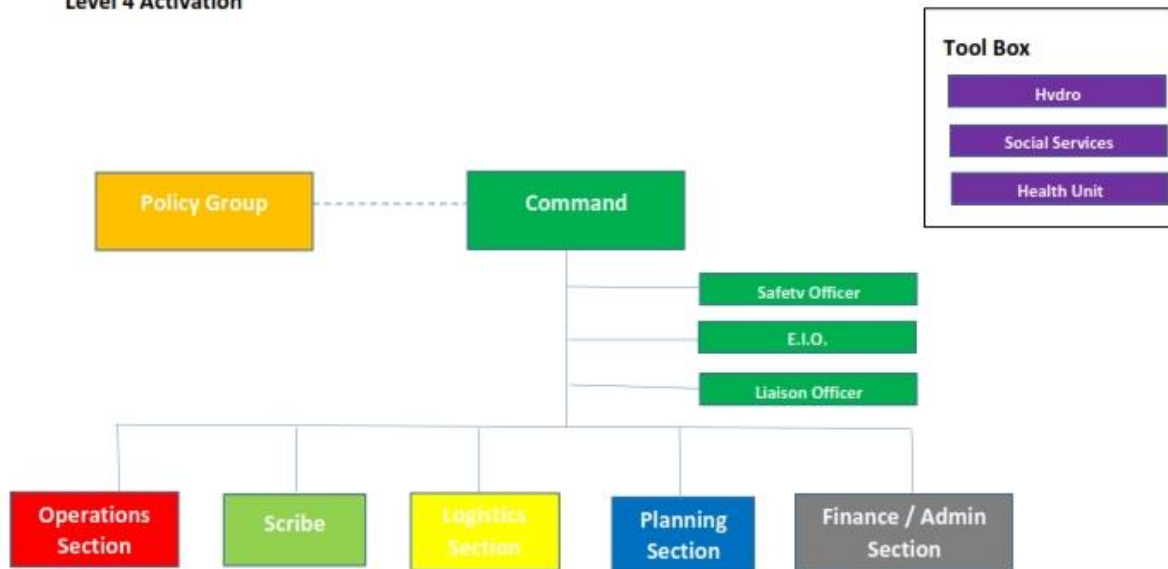 Level 4 Activation
Tool Box
Hydro
Social Services
Health Unit
Policy Group
Command
Safety Officer
E.I.O.
Liaison Officer
Operations
Section
Scribe
Logistics
Section
Planning
Section
Finance / Admin
Section